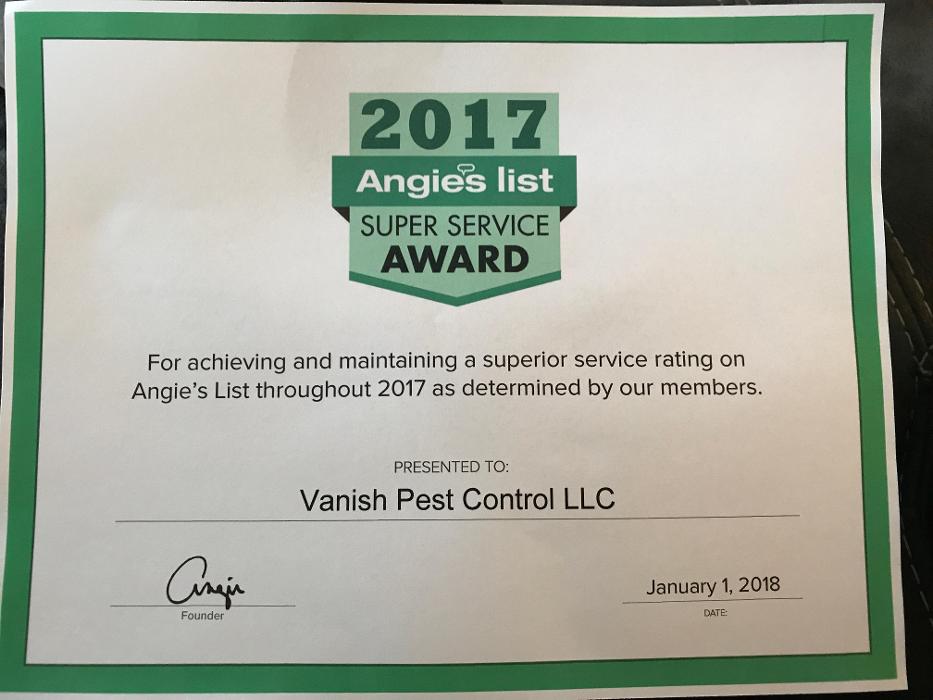 2017
Angie's list
SUPER SERVICE
AWARD
For achieving and maintaining a superior service rating on
Angie's List throughout 2017 as determined by our members.
PRESENTED TO:
Vanish Pest Control LLC
Angie
January 1, 2018
Founder
DATE: